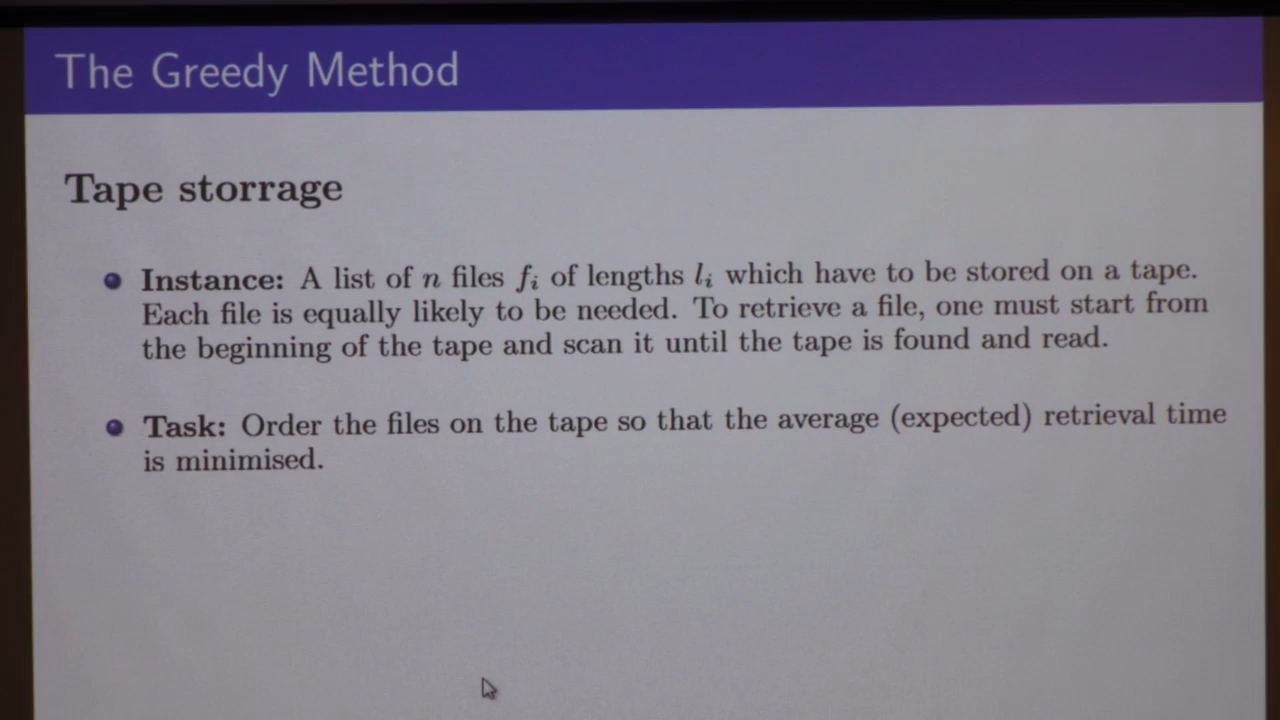 The Greedy Method
Tape storrage
Instance: A list of n files fᵢ of lengths lᵢ which have to be stored on a tape.
Each file is equally likely to be needed. To retrieve a file, one must start from
the beginning of the tape and scan it until the tape is found and read.
Task: Order the files on the tape so that the average (expected) retrieval time
is minimised.